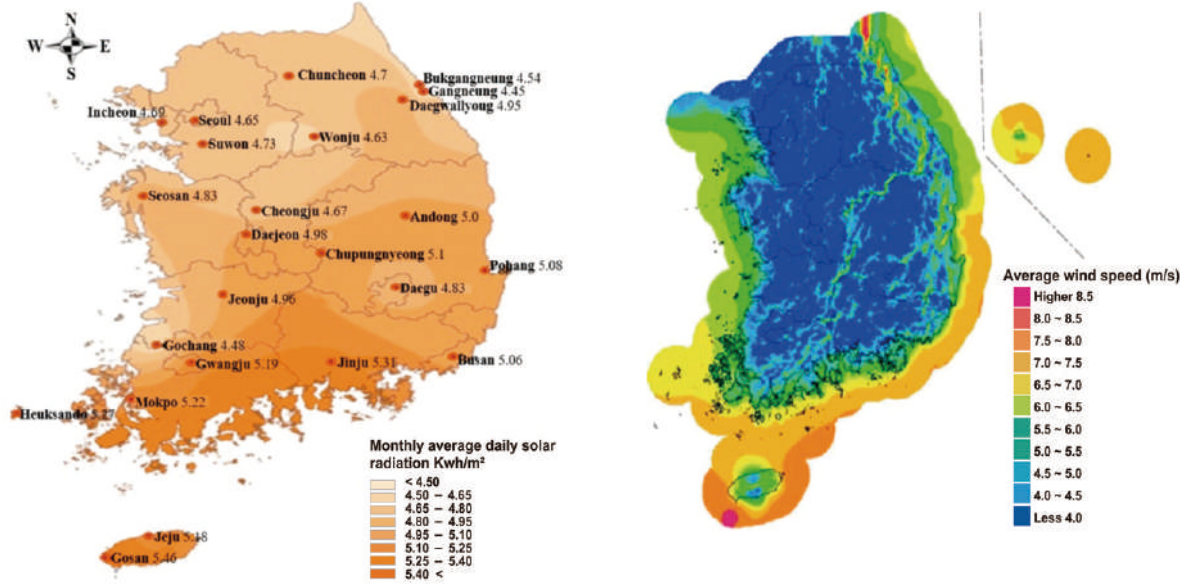 N
W E
S
Chuncheon 4.7
Bukgangneung 4.54
Gangneung 4.45
Daegwallyoug 4.95
Incheon 4.69
Seoul 4.65
Wonju 4.63
Suwon 4.73
Seosan 4.83
Cheongju 4.67
Andong 5.0
Daejeon 4.98
Chupungnyeong 5.1
Pohang 5.08
Daegu 4.83
Jeonju 4.96
Gochang 4.48
Gwangju 5.19
Jinju 5.31
Busan 5.06
Mokpo 5.22
Heuksando 5.27
Jeju 5.18
Gosan 5.46
Monthly average daily solar
radiation Kwh/m²
< 4.50
4.50 – 4.65
4.65 – 4.80
4.80 – 4.95
4.95 – 5.10
5.10 – 5.25
5.25 – 5.40
5.40 <
Average wind speed (m/s)
Higher 8.5
8.0 ~ 8.5
7.5 ~ 8.0
7.0 ~ 7.5
6.5 ~ 7.0
6.0 ~ 6.5
5.5 ~ 6.0
5.0 ~ 5.5
4.5 ~ 5.0
4.0 ~ 4.5
Less 4.0